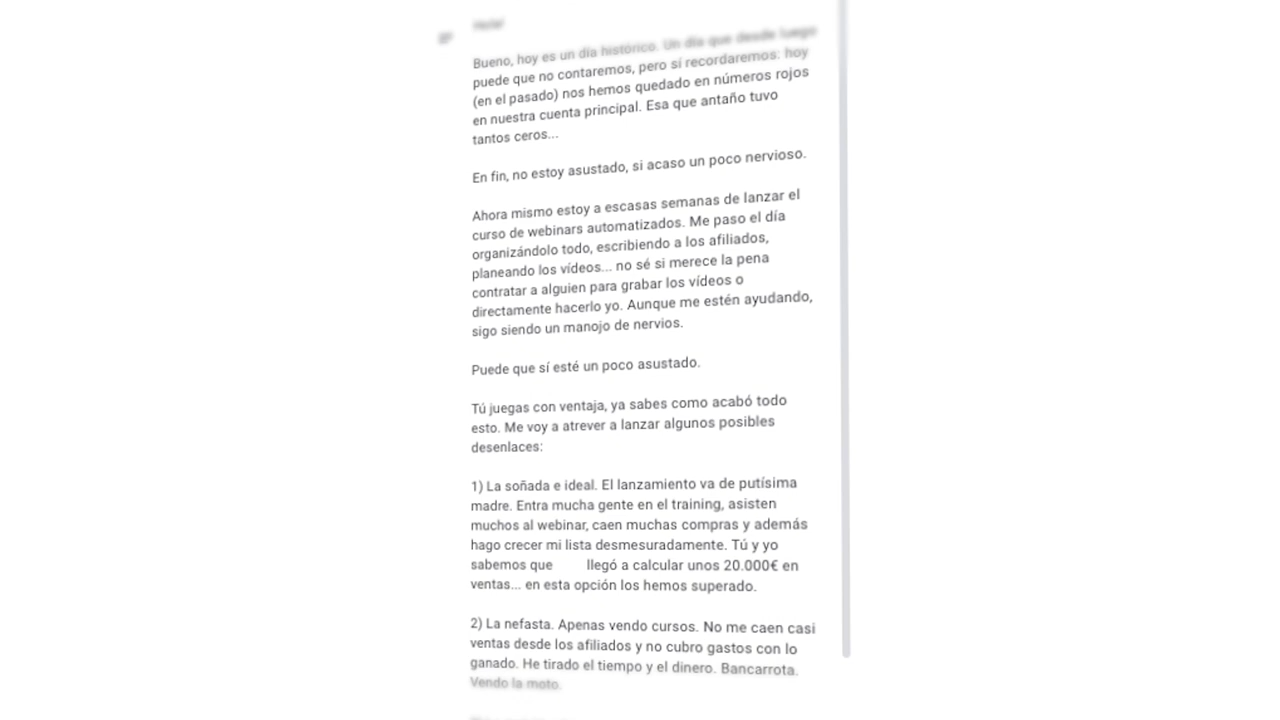 Hola!
Bueno, hoy es un día histórico. Un día que desde luego
puede que no contaremos, pero sí recordaremos: hoy
(en el pasado) nos hemos quedado en números rojos
en nuestra cuenta principal. Esa que antaño tuvo
tantos ceros...
En fin, no estoy asustado, si acaso un poco nervioso.
Ahora mismo estoy a escasas semanas de lanzar el
curso de webinars automatizados. Me paso el día
organizándolo todo, escribiendo a los afiliados,
planeando los vídeos... no sé si merece la pena
contratar a alguien para grabar los vídeos o
directamente hacerlo yo. Aunque me estén ayudando,
sigo siendo un manojo de nervios.
Puede que sí esté un poco asustado.
Tú juegas con ventaja, ya sabes como acabó todo
esto. Me voy a atrever a lanzar algunos posibles
desenlaces:
1) La soñada e ideal. El lanzamiento va de putísima
madre. Entra mucha gente en el training, asisten
muchos al webinar, caen muchas compras y además
hago crecer mi lista desmesuradamente. Tú y yo
sabemos que llegó a calcular unos 20.000€ en
ventas... en esta opción los hemos superado.
2) La nefasta. Apenas vendo cursos. No me caen casi
ventas desde los afiliados y no cubro gastos con lo
ganado. He tirado el tiempo y el dinero. Bancarrota.
Vendo la moto.